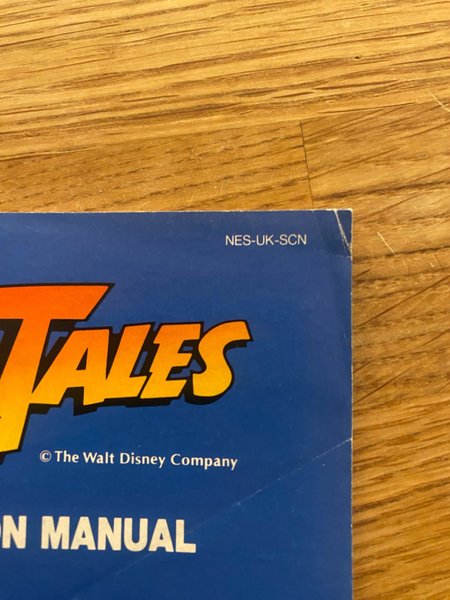 NES-UK-SCN
TALES
© The Walt Disney Company
ON MANUAL